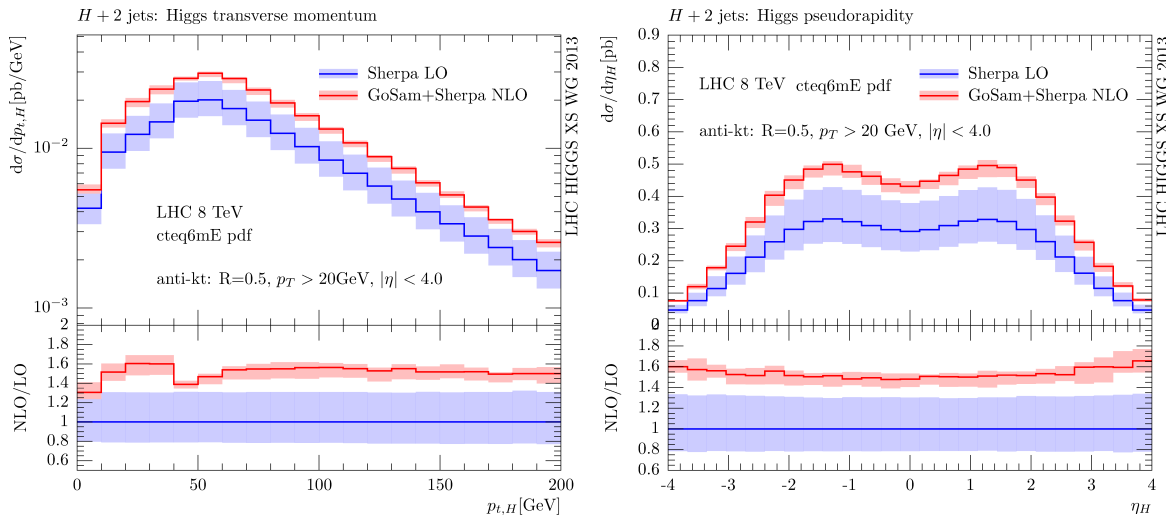 H + 2 jets: Higgs transverse momentum
dσ/dp_{t,H}[pb/GeV]
10^{-2}
10^{-3}
Sherpa LO
GoSam+Sherpa NLO
LHC 8 TeV
cteq6mE pdf
anti-kt: R=0.5, p_T > 20GeV, |η| < 4.0
LHC HIGGS XS WG 2013
NLO/LO
2
1.8
1.6
1.4
1.2
1
0.8
0.6
0 50 100 150 200
p_{t,H}[GeV]
H + 2 jets: Higgs pseudorapidity
dσ/dη_H[pb]
0.9
0.8
0.7
0.6
0.5
0.4
0.3
0.2
0.1
0
Sherpa LO
GoSam+Sherpa NLO
LHC 8 TeV cteq6mE pdf
anti-kt: R=0.5, p_T > 20 GeV, |η| < 4.0
LHC HIGGS XS WG 2013
NLO/LO
2
1.8
1.6
1.4
1.2
1
0.8
0.6
-4 -3 -2 -1 0 1 2 3 4
η_H